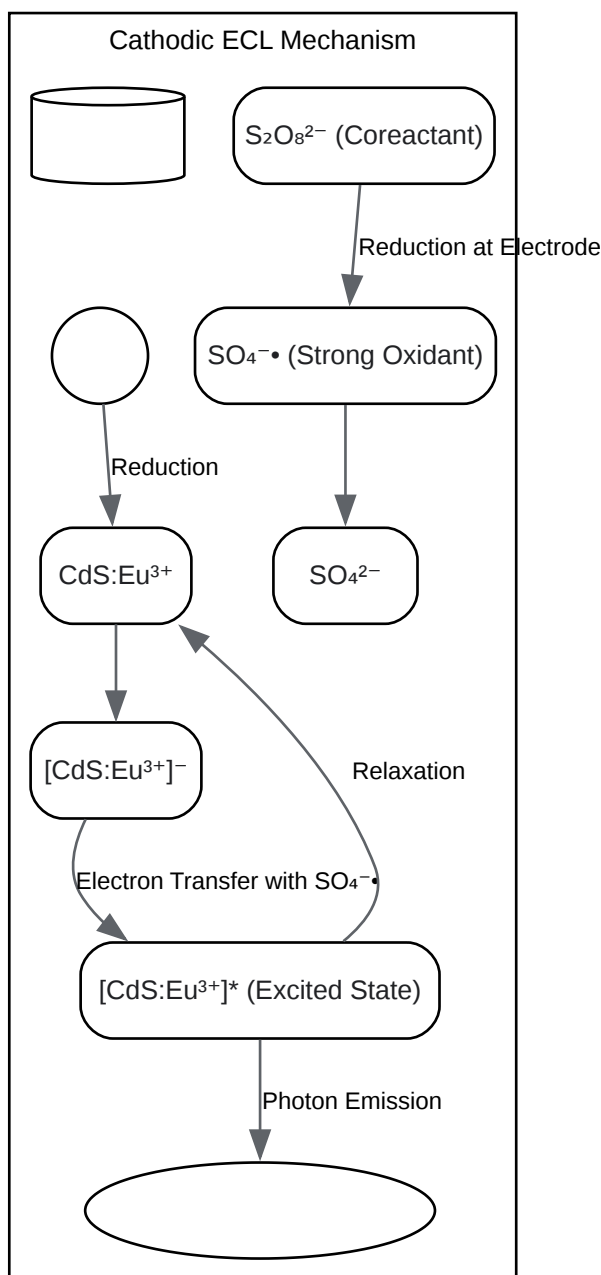 Cathodic ECL Mechanism
S₂O₈²⁻ (Coreactant)
Reduction at Electrode
SO₄⁻• (Strong Oxidant)
Reduction
CdS:Eu³⁺
SO₄²⁻
[CdS:Eu³⁺]⁻
Relaxation
Electron Transfer with SO₄⁻•
[CdS:Eu³⁺]* (Excited State)
Photon Emission